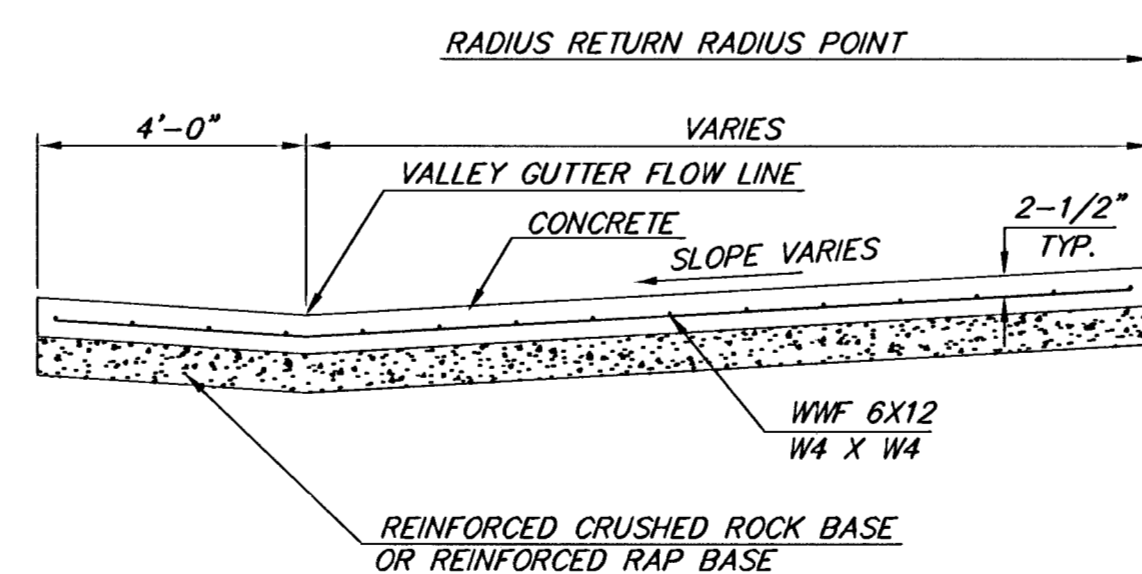 RADIUS RETURN RADIUS POINT
4'-0"
VARIES
VALLEY GUTTER FLOW LINE
2-1/2"
TYP.
CONCRETE
SLOPE VARIES
WWF 6X12
W4 X W4
REINFORCED CRUSHED ROCK BASE
OR REINFORCED RAP BASE